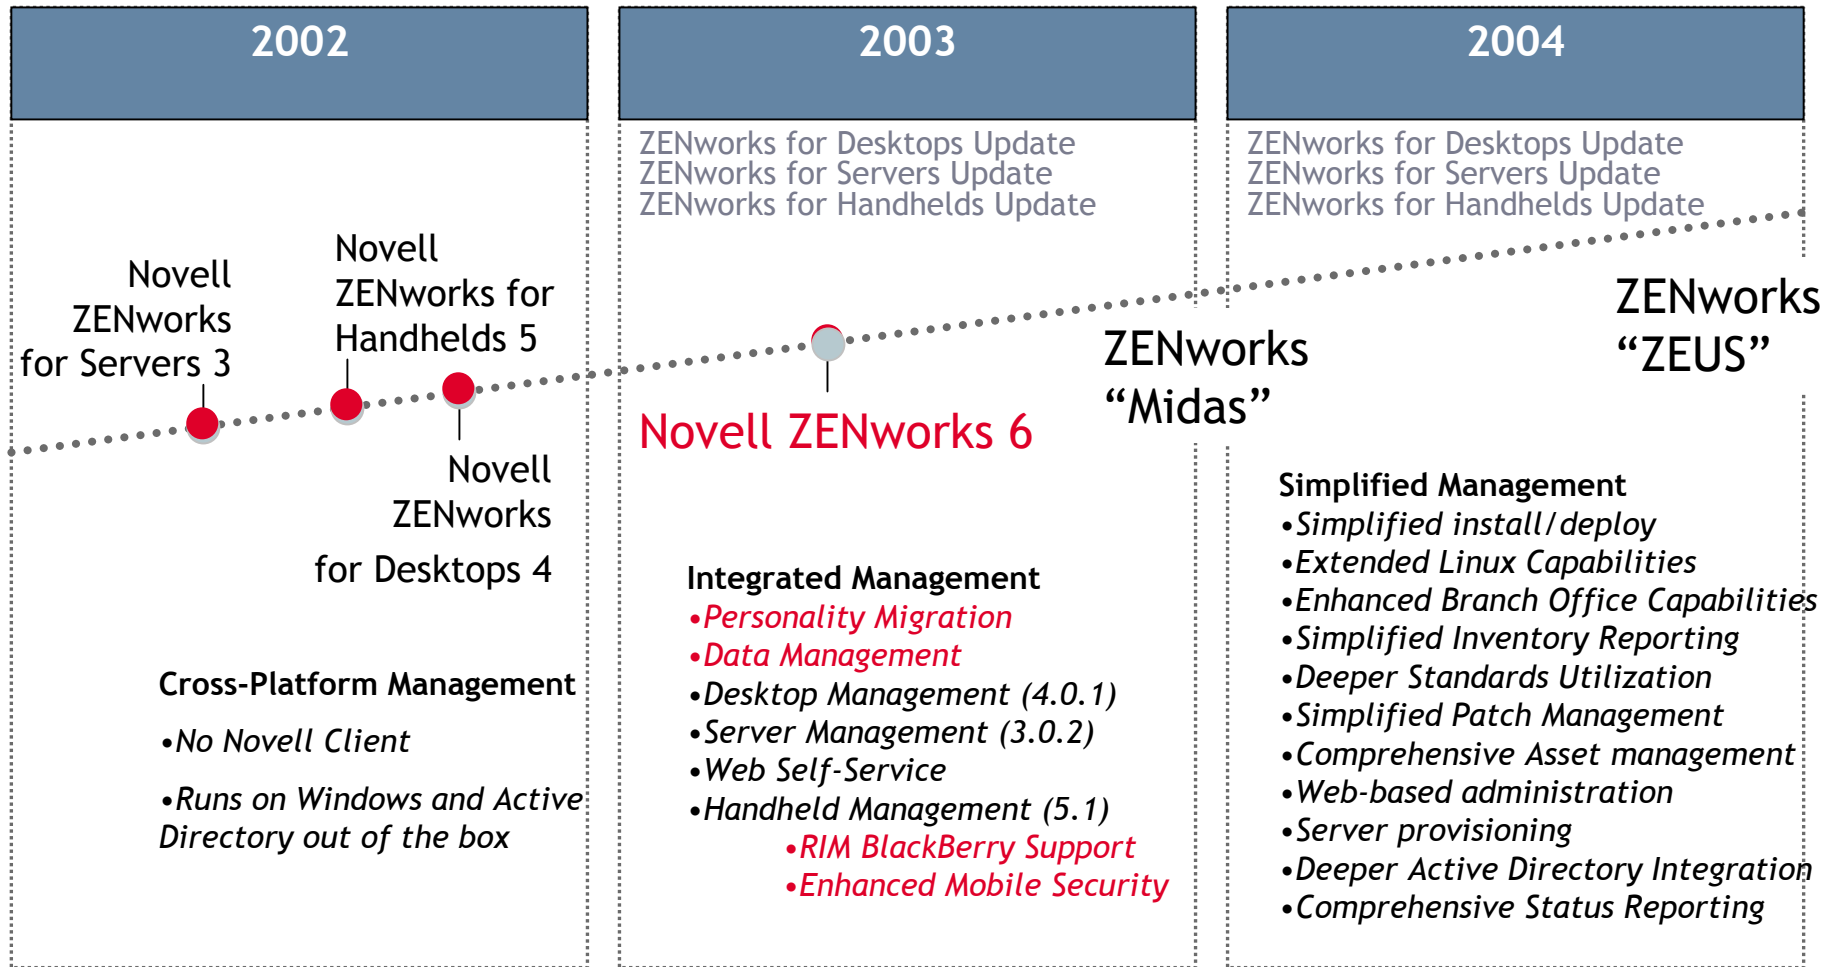 2002
Novell
ZENworks
for Servers 3
Novell
ZENworks for
Handhelds 5
Novell
ZENworks
for Desktops 4
Cross-Platform Management
•No Novell Client
•Runs on Windows and Active
Directory out of the box
2003
ZENworks for Desktops Update
ZENworks for Servers Update
ZENworks for Handhelds Update
Novell ZENworks 6
ZENworks
“Midas”
Integrated Management
•Personality Migration
•Data Management
•Desktop Management (4.0.1)
•Server Management (3.0.2)
•Web Self-Service
•Handheld Management (5.1)
•RIM BlackBerry Support
•Enhanced Mobile Security
2004
ZENworks for Desktops Update
ZENworks for Servers Update
ZENworks for Handhelds Update
ZENworks
“ZEUS”
Simplified Management
•Simplified install/deploy
•Extended Linux Capabilities
•Enhanced Branch Office Capabilities
•Simplified Inventory Reporting
•Deeper Standards Utilization
•Simplified Patch Management
•Comprehensive Asset management
•Web-based administration
•Server provisioning
•Deeper Active Directory Integration
•Comprehensive Status Reporting